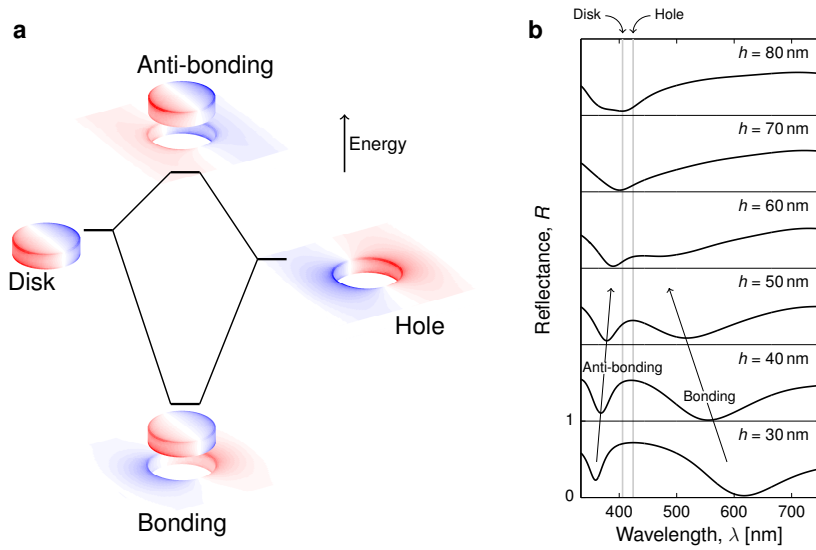 a
Anti-bonding
Energy
Disk
Hole
Bonding
b
Disk Hole
h = 80 nm
h = 70 nm
h = 60 nm
h = 50 nm
Anti-bonding
h = 40 nm
Bonding
h = 30 nm
Reflectance, R
1
0
400 500 600 700
Wavelength, λ [nm]